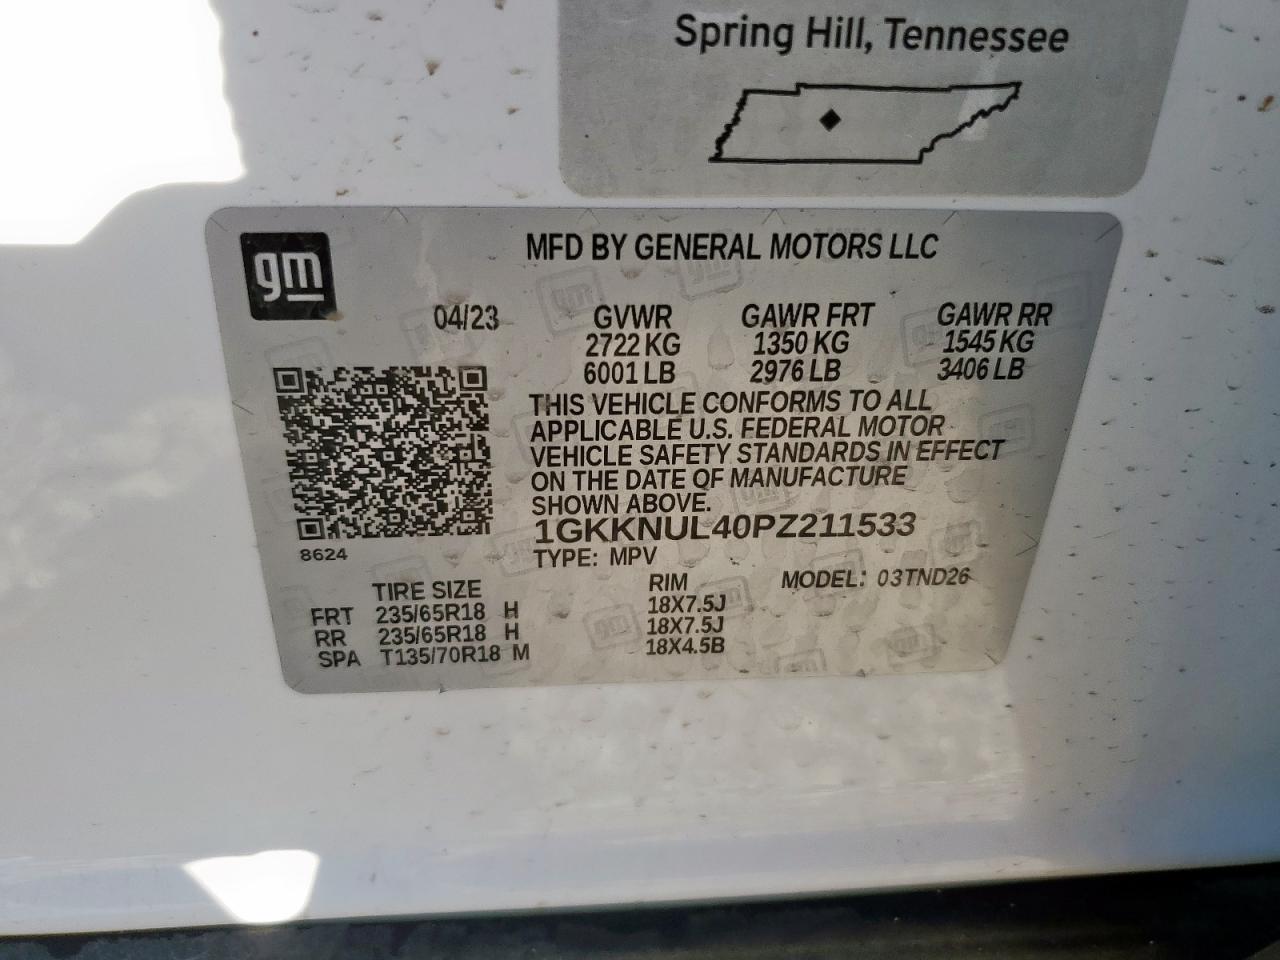 Spring Hill, Tennessee
gm
MFD BY GENERAL MOTORS LLC
04/23 GVWR GAWR FRT GAWR RR
2722 KG 1350 KG 1545 KG
6001 LB 2976 LB 3406 LB
THIS VEHICLE CONFORMS TO ALL
APPLICABLE U.S. FEDERAL MOTOR
VEHICLE SAFETY STANDARDS IN EFFECT
ON THE DATE OF MANUFACTURE
SHOWN ABOVE.
1GKKNUL40PZ211533
8624
TYPE: MPV
TIRE SIZE RIM MODEL: 03TND26
FRT 235/65R18 H 18X7.5J
RR 235/65R18 H 18X7.5J
SPA T135/70R18 M 18X4.5B